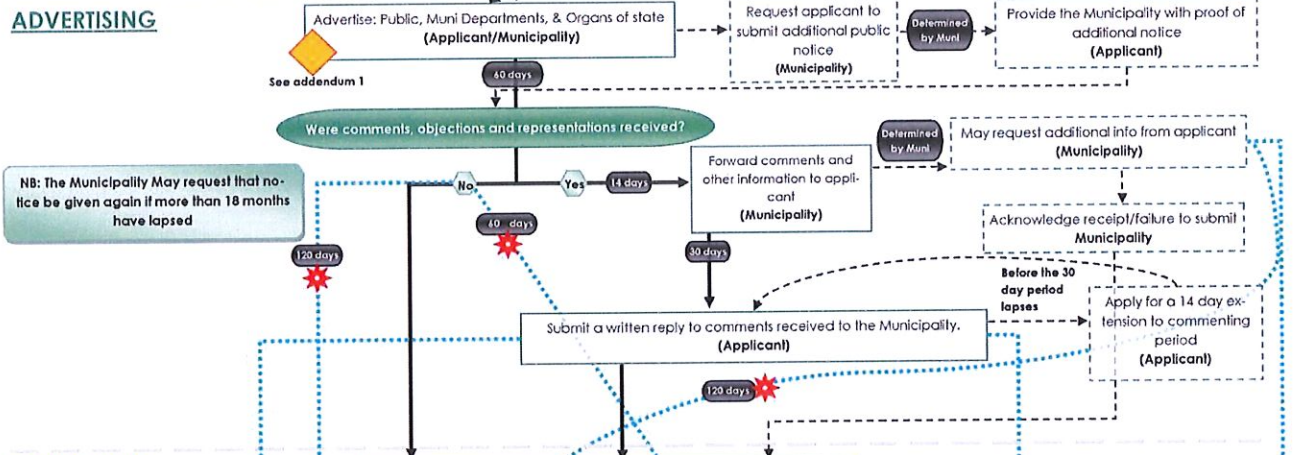 ADVERTISING
Advertise: Public, Muni Departments, & Organs of state
(Applicant/Municipality)
See addendum 1
Request applicant to
submit additional public
notice
(Municipality)
Determined
by Muni
Provide the Municipality with proof of
additional notice
(Applicant)
60 days
Were comments, objections and representations received?
NB: The Municipality May request that no-
tice be given again if more than 18 months
have lapsed
No
Yes
14 days
Forward comments and
other information to appli-
cant
(Municipality)
Determined
by Muni
May request additional info from applicant
(Municipality)
Acknowledge receipt/failure to submit
Municipality
60 days
120 days
30 days
Before the 30
day period
lapses
Apply for a 14 day ex-
tension to commenting
period
(Applicant)
Submit a written reply to comments received to the Municipality.
(Applicant)
120 days